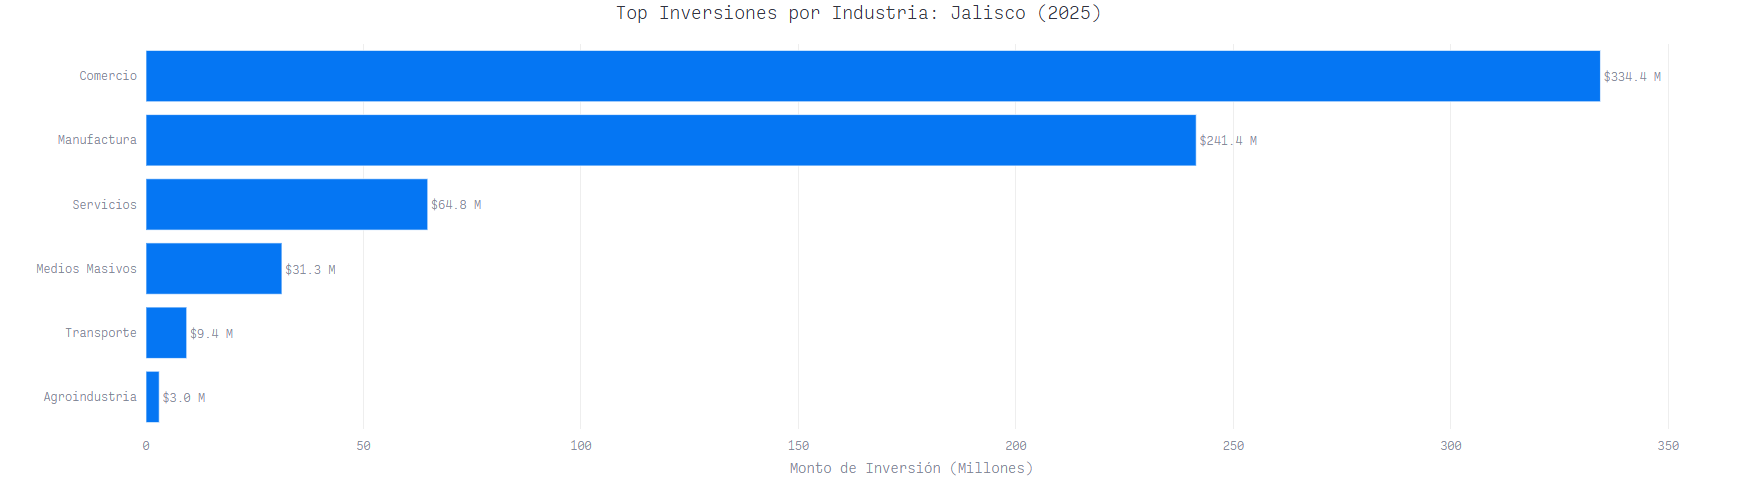 Top Inversiones por Industria: Jalisco (2025)
Comercio
$334.4 M
Manufactura
$241.4 M
Servicios
$64.8 M
Medios Masivos
$31.3 M
Transporte
$9.4 M
Agroindustria
$3.0 M
0 50 100 150 200 250 300 350
Monto de Inversión (Millones)